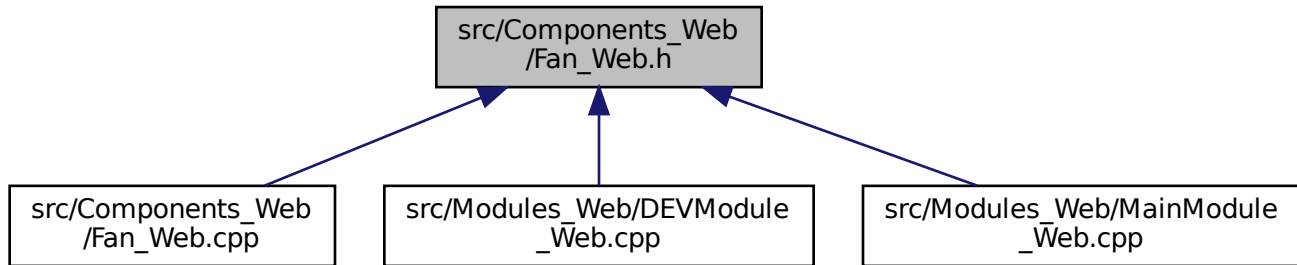 src/Components_Web
/Fan_Web.h
src/Components_Web
/Fan_Web.cpp
src/Modules_Web/DEVModule
_Web.cpp
src/Modules_Web/MainModule
_Web.cpp